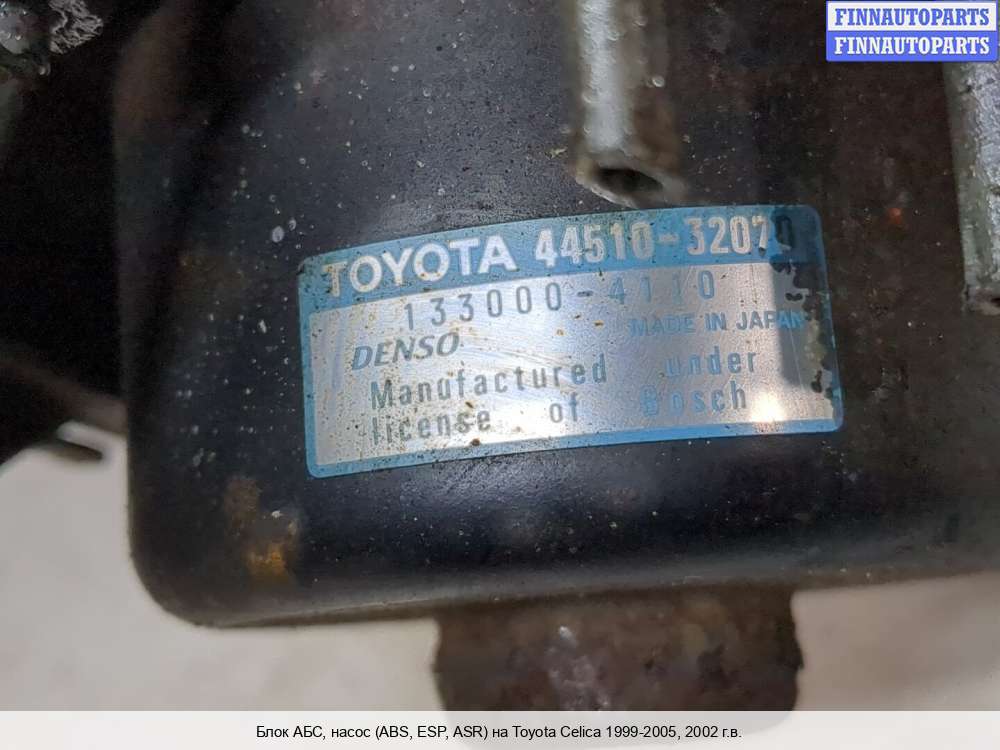 FINNAUTOPARTS
FINNAUTOPARTS
TOYOTA 44510-32070
133000-4110
DENSO MADE IN JAPAN
Manufactured under
license of Bosch
Блок АБС, насос (ABS, ESP, ASR) на Toyota Celica 1999-2005, 2002 г.в.